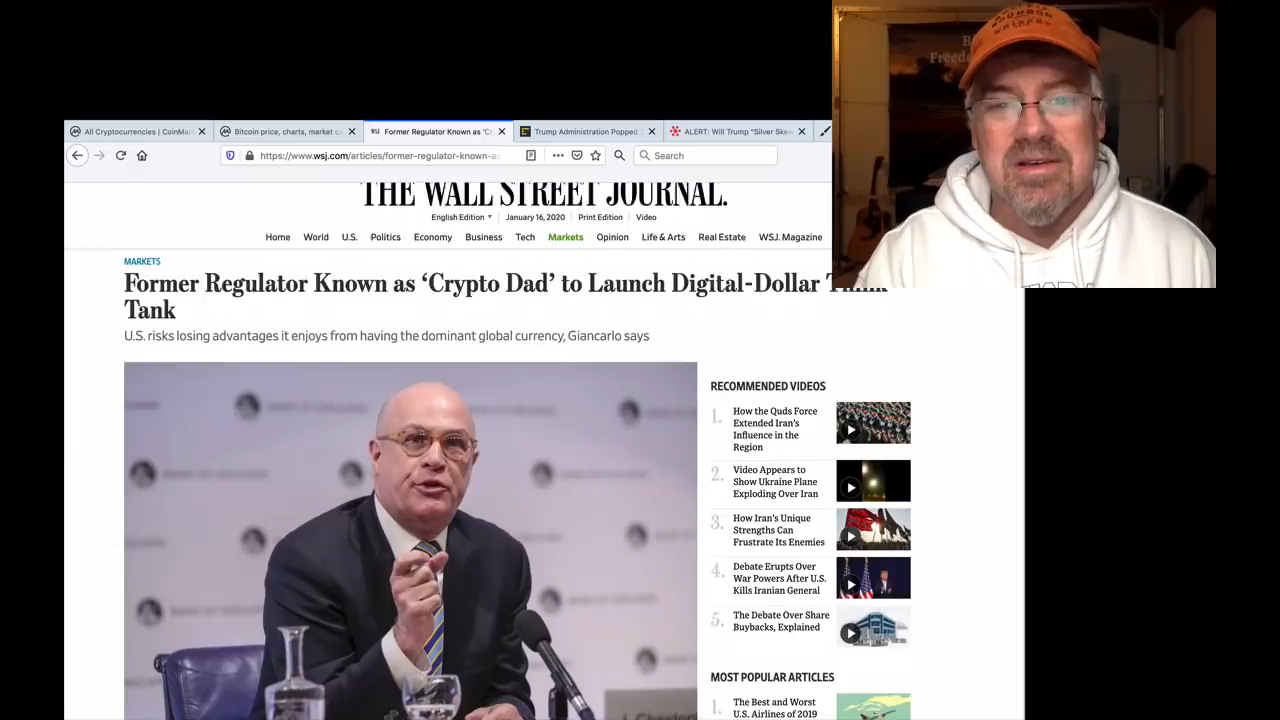 All Cryptocurrencies | CoinMar
Bitcoin price, charts, market ca
WSJ Former Regulator Known as 'Cr
Trump Administration Popped
ALERT: Will Trump "Silver Skew
https://www.wsj.com/articles/former-regulator-known-as
Search
BOURBON
WHISKEY
THE WALL STREET JOURNAL.
English Edition
January 16, 2020
Print Edition
Video
Home World U.S. Politics Economy Business Tech Markets Opinion Life & Arts Real Estate WSJ. Magazine
MARKETS
Former Regulator Known as ‘Crypto Dad’ to Launch Digital-Dollar Think
Tank
U.S. risks losing advantages it enjoys from having the dominant global currency, Giancarlo says
RECOMMENDED VIDEOS
1. How the Quds Force
Extended Iran's
Influence in the
Region
2. Video Appears to
Show Ukraine Plane
Exploding Over Iran
3. How Iran's Unique
Strengths Can
Frustrate Its Enemies
4. Debate Erupts Over
War Powers After U.S.
Kills Iranian General
5. The Debate Over Share
Buybacks, Explained
MOST POPULAR ARTICLES
1. The Best and Worst
U.S. Airlines of 2019